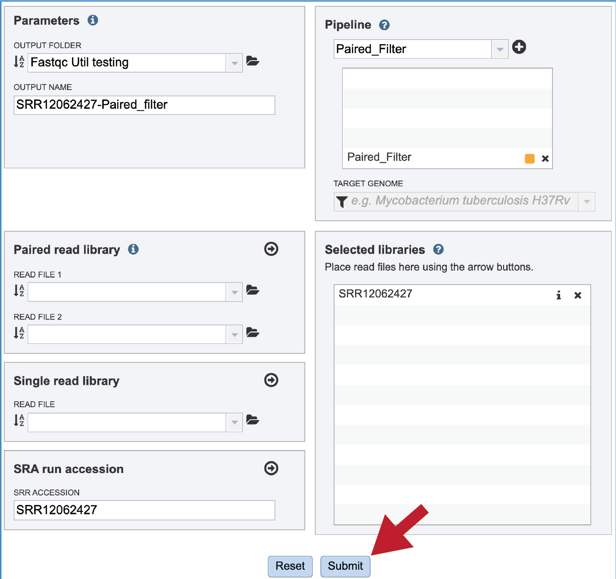 Parameters
OUTPUT FOLDER
Fastqc Util testing
OUTPUT NAME
SRR12062427-Paired_filter
Pipeline
Paired_Filter
Paired_Filter
TARGET GENOME
e.g. Mycobacterium tuberculosis H37Rv
Paired read library
READ FILE 1
READ FILE 2
Single read library
READ FILE
SRA run accession
SRR ACCESSION
SRR12062427
Selected libraries
Place read files here using the arrow buttons.
SRR12062427
Reset
Submit